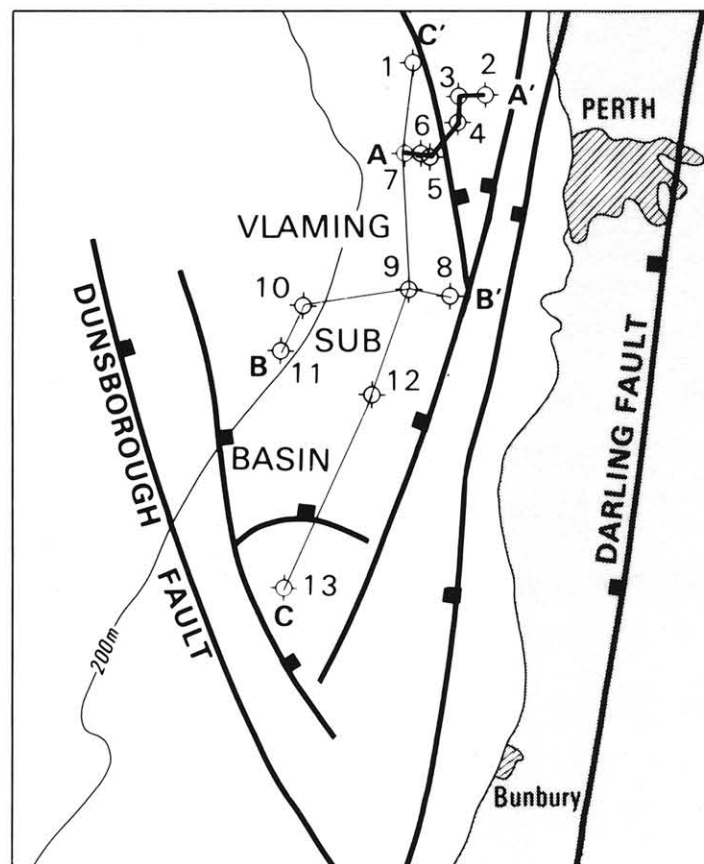 C'
1
3
2
A'
PERTH
4
A
6
7
5
VLAMING
9
8
B'
10
SUB
B
11
12
BASIN
DUNSBOROUGH
FAULT
DARLING FAULT
13
C
200m
Bunbury